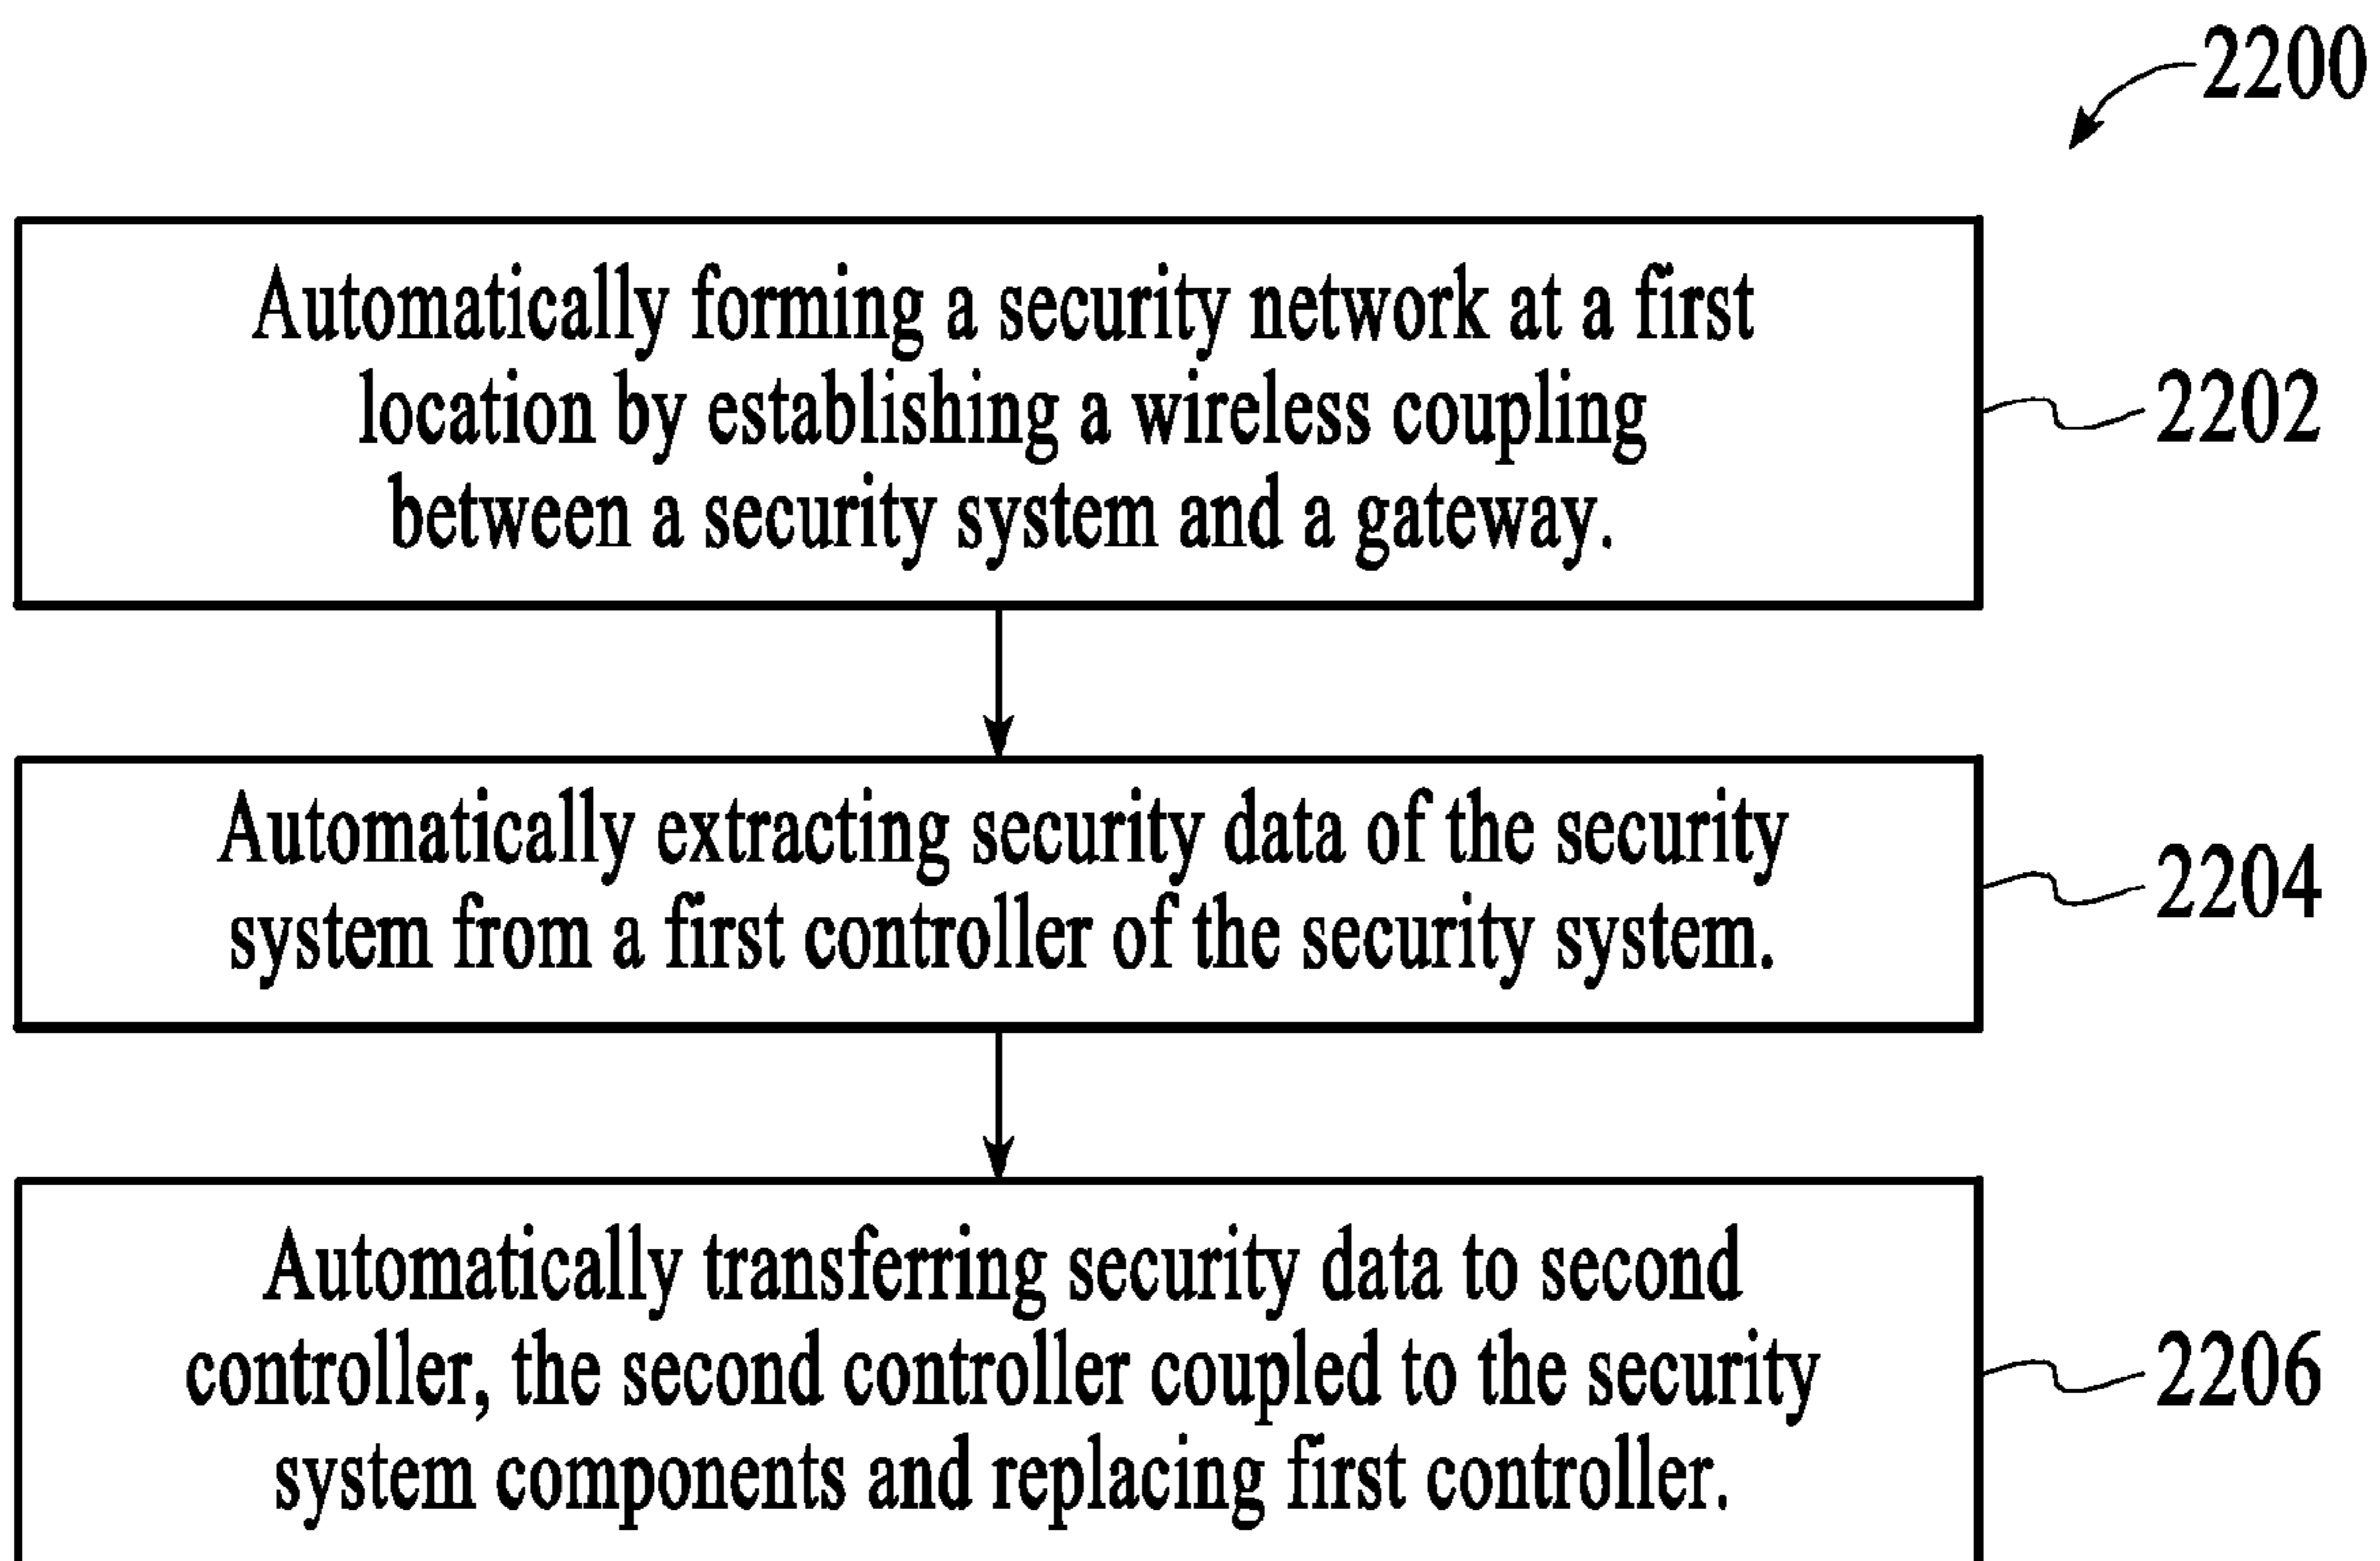 2200
Automatically forming a security network at a first
location by establishing a wireless coupling
between a security system and a gateway.
2202
Automatically extracting security data of the security
system from a first controller of the security system.
2204
Automatically transferring security data to second
controller, the second controller coupled to the security
system components and replacing first controller.
2206